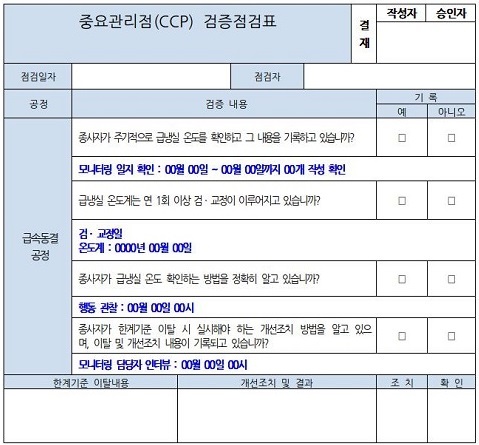 중요관리점(CCP) 검증점검표
결재
작성자 승인자
점검일자 점검자
공정 검증 내용 기 록
예 아니오
급속동결
공정
종사자가 주기적으로 급냉실 온도를 확인하고 그 내용을 기록하고 있습니까? □ □
모니터링 일지 확인 : 00월 00일 ~ 00월 00일까지 00개 작성 확인
급냉실 온도계는 연 1회 이상 검·교정이 이루어지고 있습니까? □ □
검·교정일
온도계 : 0000년 00월 00일
종사자가 급냉실 온도 확인하는 방법을 정확히 알고 있습니까? □ □
행동 관찰 : 00월 00일 00시
종사자가 한계기준 이탈 시 실시해야 하는 개선조치 방법을 알고 있으
며, 이탈 및 개선조치 내용이 기록되고 있습니까? □ □
모니터링 담당자 인터뷰 : 00월 00일 00시
한계기준 이탈내용 개선조치 및 결과 조 치 확 인